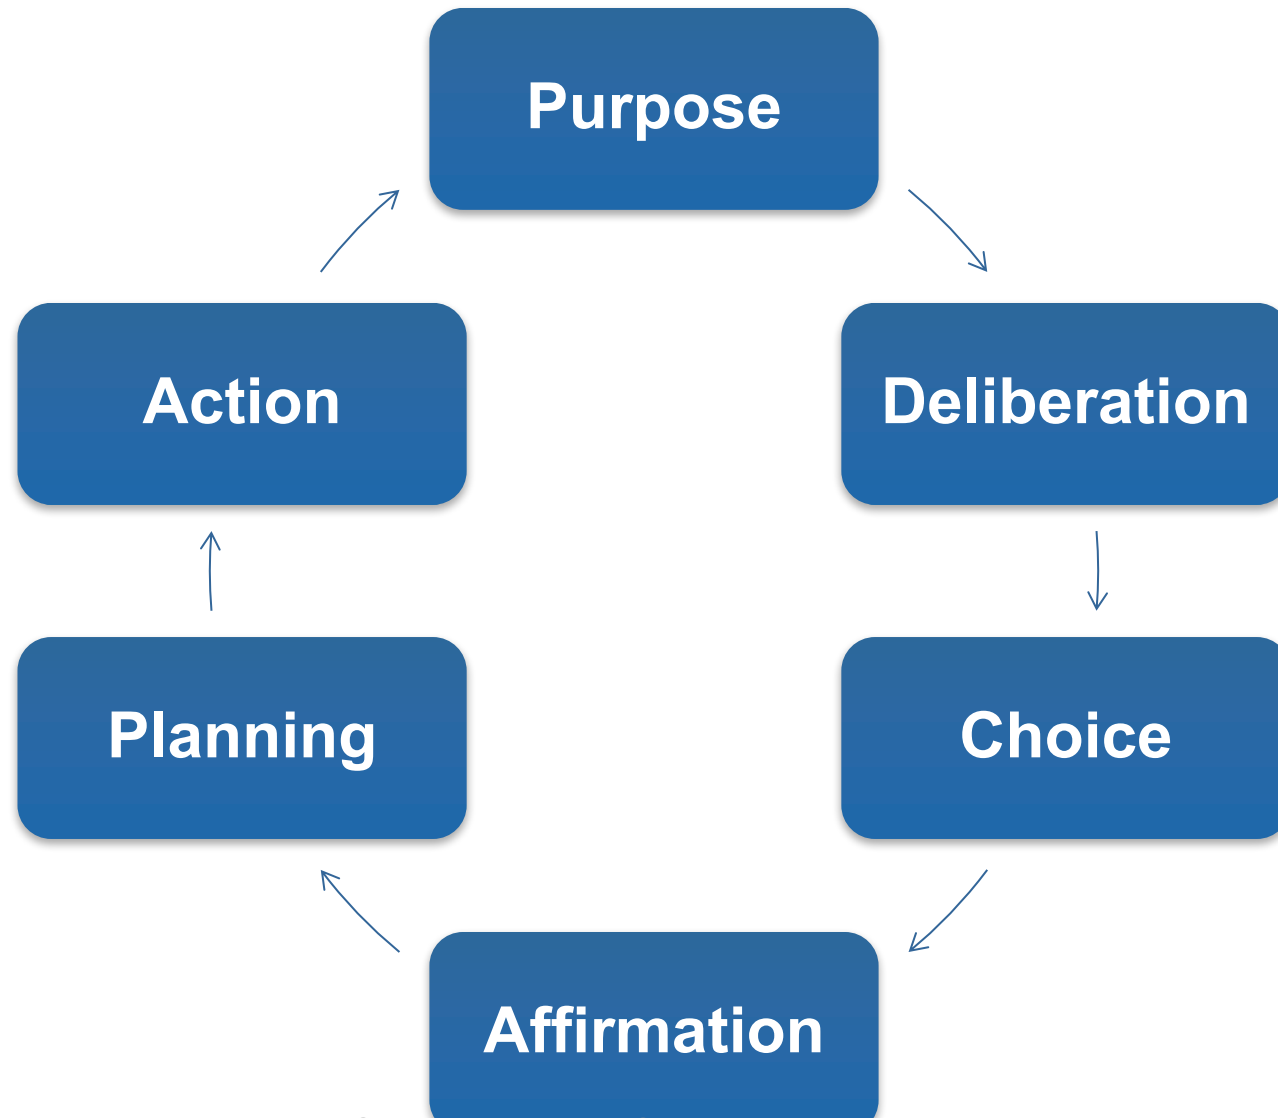 Purpose
Deliberation
Choice
Affirmation
Planning
Action